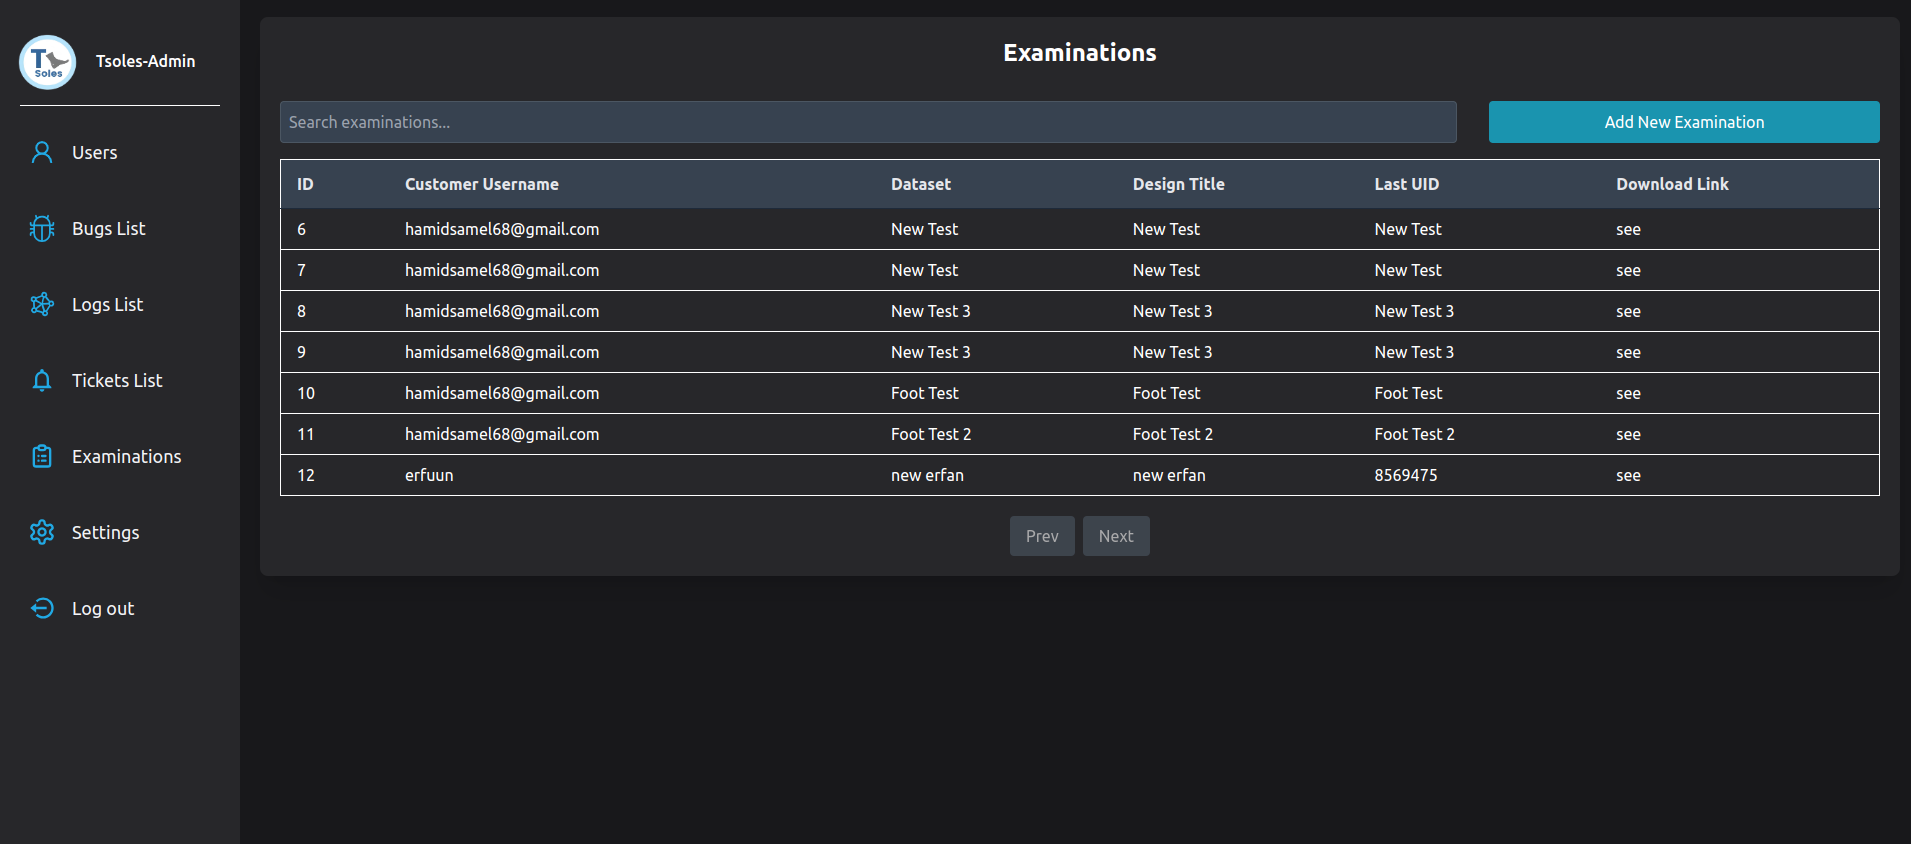 T
Soles
Tsoles-Admin
Users
Bugs List
Logs List
Tickets List
Examinations
Settings
Log out
Examinations
Search examinations...
Add New Examination
ID Customer Username Dataset Design Title Last UID Download Link
6 hamidsamel68@gmail.com New Test New Test New Test see
7 hamidsamel68@gmail.com New Test New Test New Test see
8 hamidsamel68@gmail.com New Test 3 New Test 3 New Test 3 see
9 hamidsamel68@gmail.com New Test 3 New Test 3 New Test 3 see
10 hamidsamel68@gmail.com Foot Test Foot Test Foot Test see
11 hamidsamel68@gmail.com Foot Test 2 Foot Test 2 Foot Test 2 see
12 erfuun new erfan new erfan 8569475 see
Prev Next